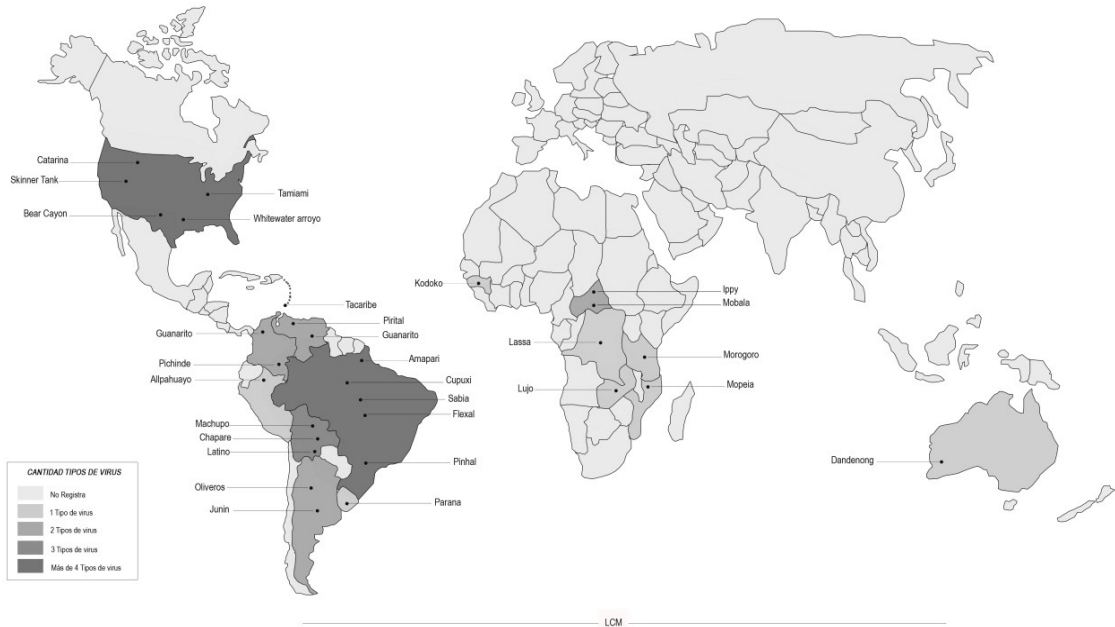 Catarina
Skinner Tank
Bear Cayon
Tamiami
Whitewater arroyo
Tacaribe
Pirital
Guanarito
Guanarito
Pichinde
Allpahuayo
Amapari
Cupuxi
Sabia
Flexal
Machupo
Chapare
Latino
Pinhal
Oliveros
Junin
Parana
Kodoko
Ippy
Mobala
Lassa
Morogoro
Lujo
Mopeia
Dandenong
CANTIDAD TIPOS DE VIRUS
No Registra
1 Tipo de virus
2 Tipos de virus
3 Tipos de virus
Más de 4 Tipos de virus
LCM